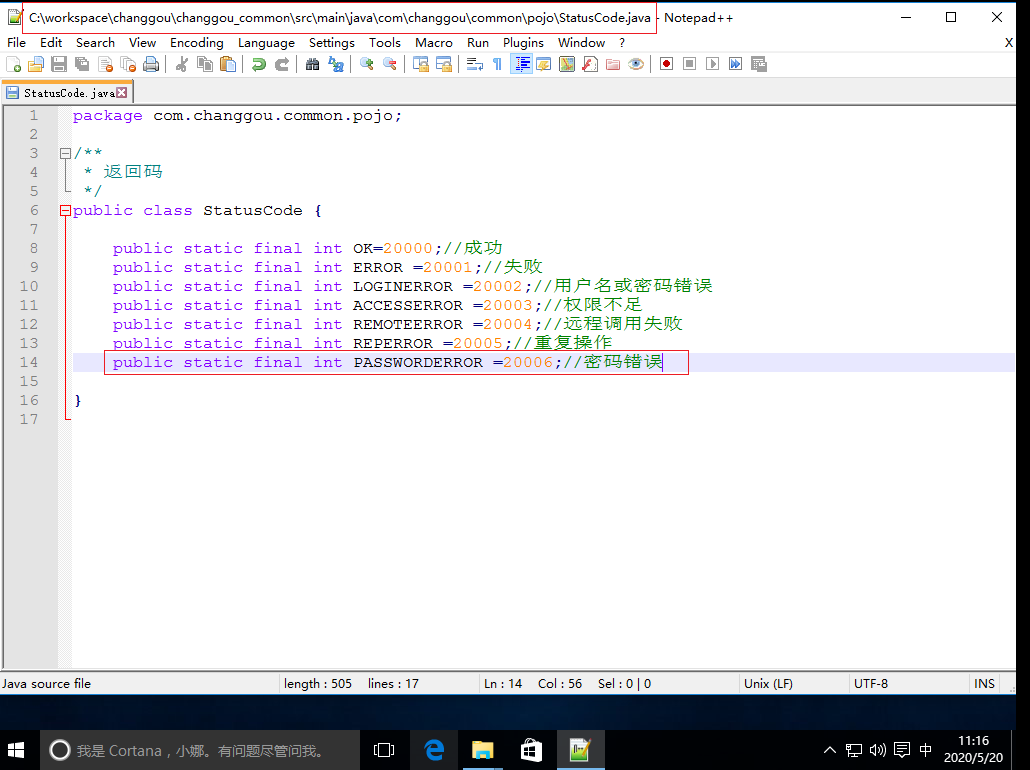 C:\workspace\changgou\changgou_common\src\main\java\com\changgou\common\pojo\StatusCode.java - Notepad++
File Edit Search View Encoding Language Settings Tools Macro Run Plugins Window ? X
StatusCode.java
1 package com.changgou.common.pojo;
2
3 /**
4 * 返回码
5 */
6 public class StatusCode {
7
8 public static final int OK=20000;//成功
9 public static final int ERROR =20001;//失败
10 public static final int LOGINERROR =20002;//用户名或密码错误
11 public static final int ACCESSERROR =20003;//权限不足
12 public static final int REMOTEERROR =20004;//远程调用失败
13 public static final int REPERROR =20005;//重复操作
14 public static final int PASSWORDERROR =20006;//密码错误
15
16 }
17
Java source file length : 505 lines : 17 Ln : 14 Col : 56 Sel : 0 | 0 Unix (LF) UTF-8 INS
我是 Cortana，小娜。有问题尽管问我。 中 11:16
2020/5/20